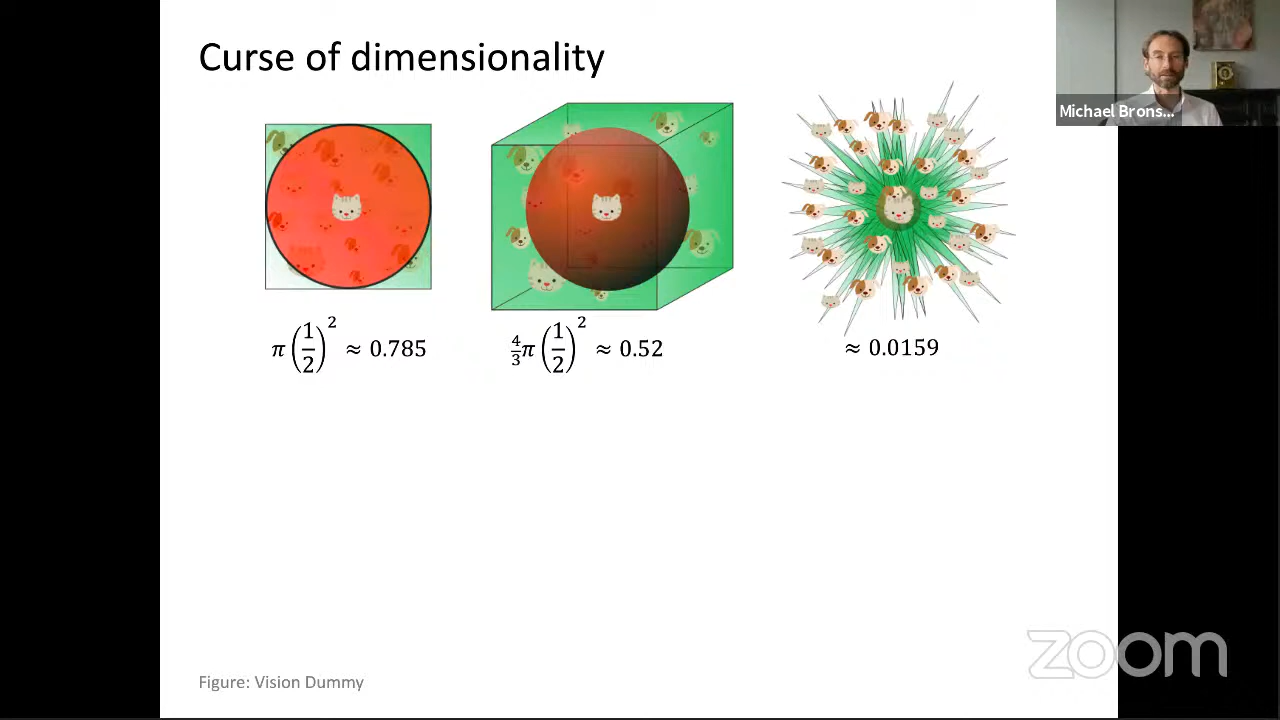 Curse of dimensionality
Michael Brons...
π(1/2)² ≈ 0.785
4/3π(1/2)² ≈ 0.52
≈ 0.0159
zoom
Figure: Vision Dummy